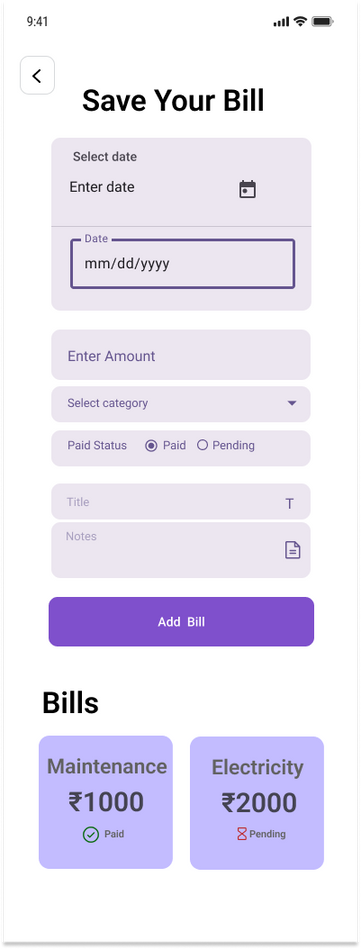 9:41
Save Your Bill
Select date
Enter date
Date
mm/dd/yyyy
Enter Amount
Select category
Paid Status Paid Pending
Title T
Notes
Add Bill
Bills
Maintenance
₹1000
Paid
Electricity
₹2000
Pending